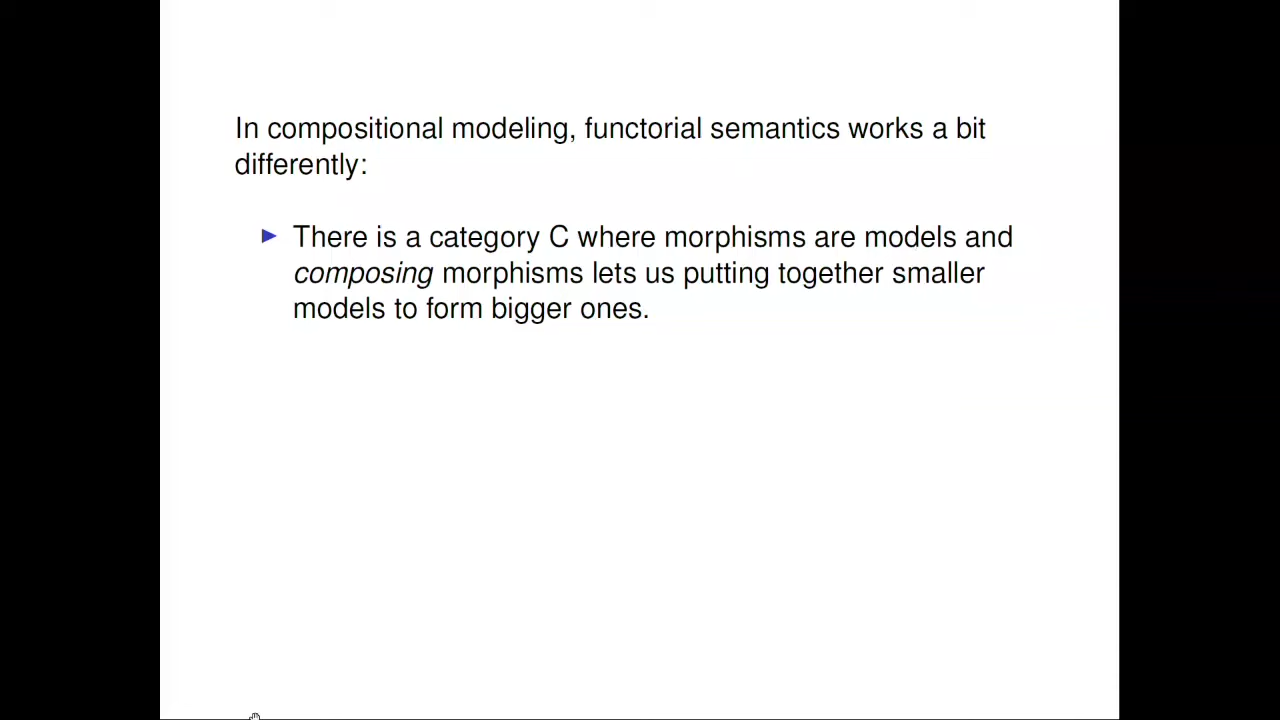 In compositional modeling, functorial semantics works a bit
differently:
There is a category C where morphisms are models and
composing morphisms lets us putting together smaller
models to form bigger ones.